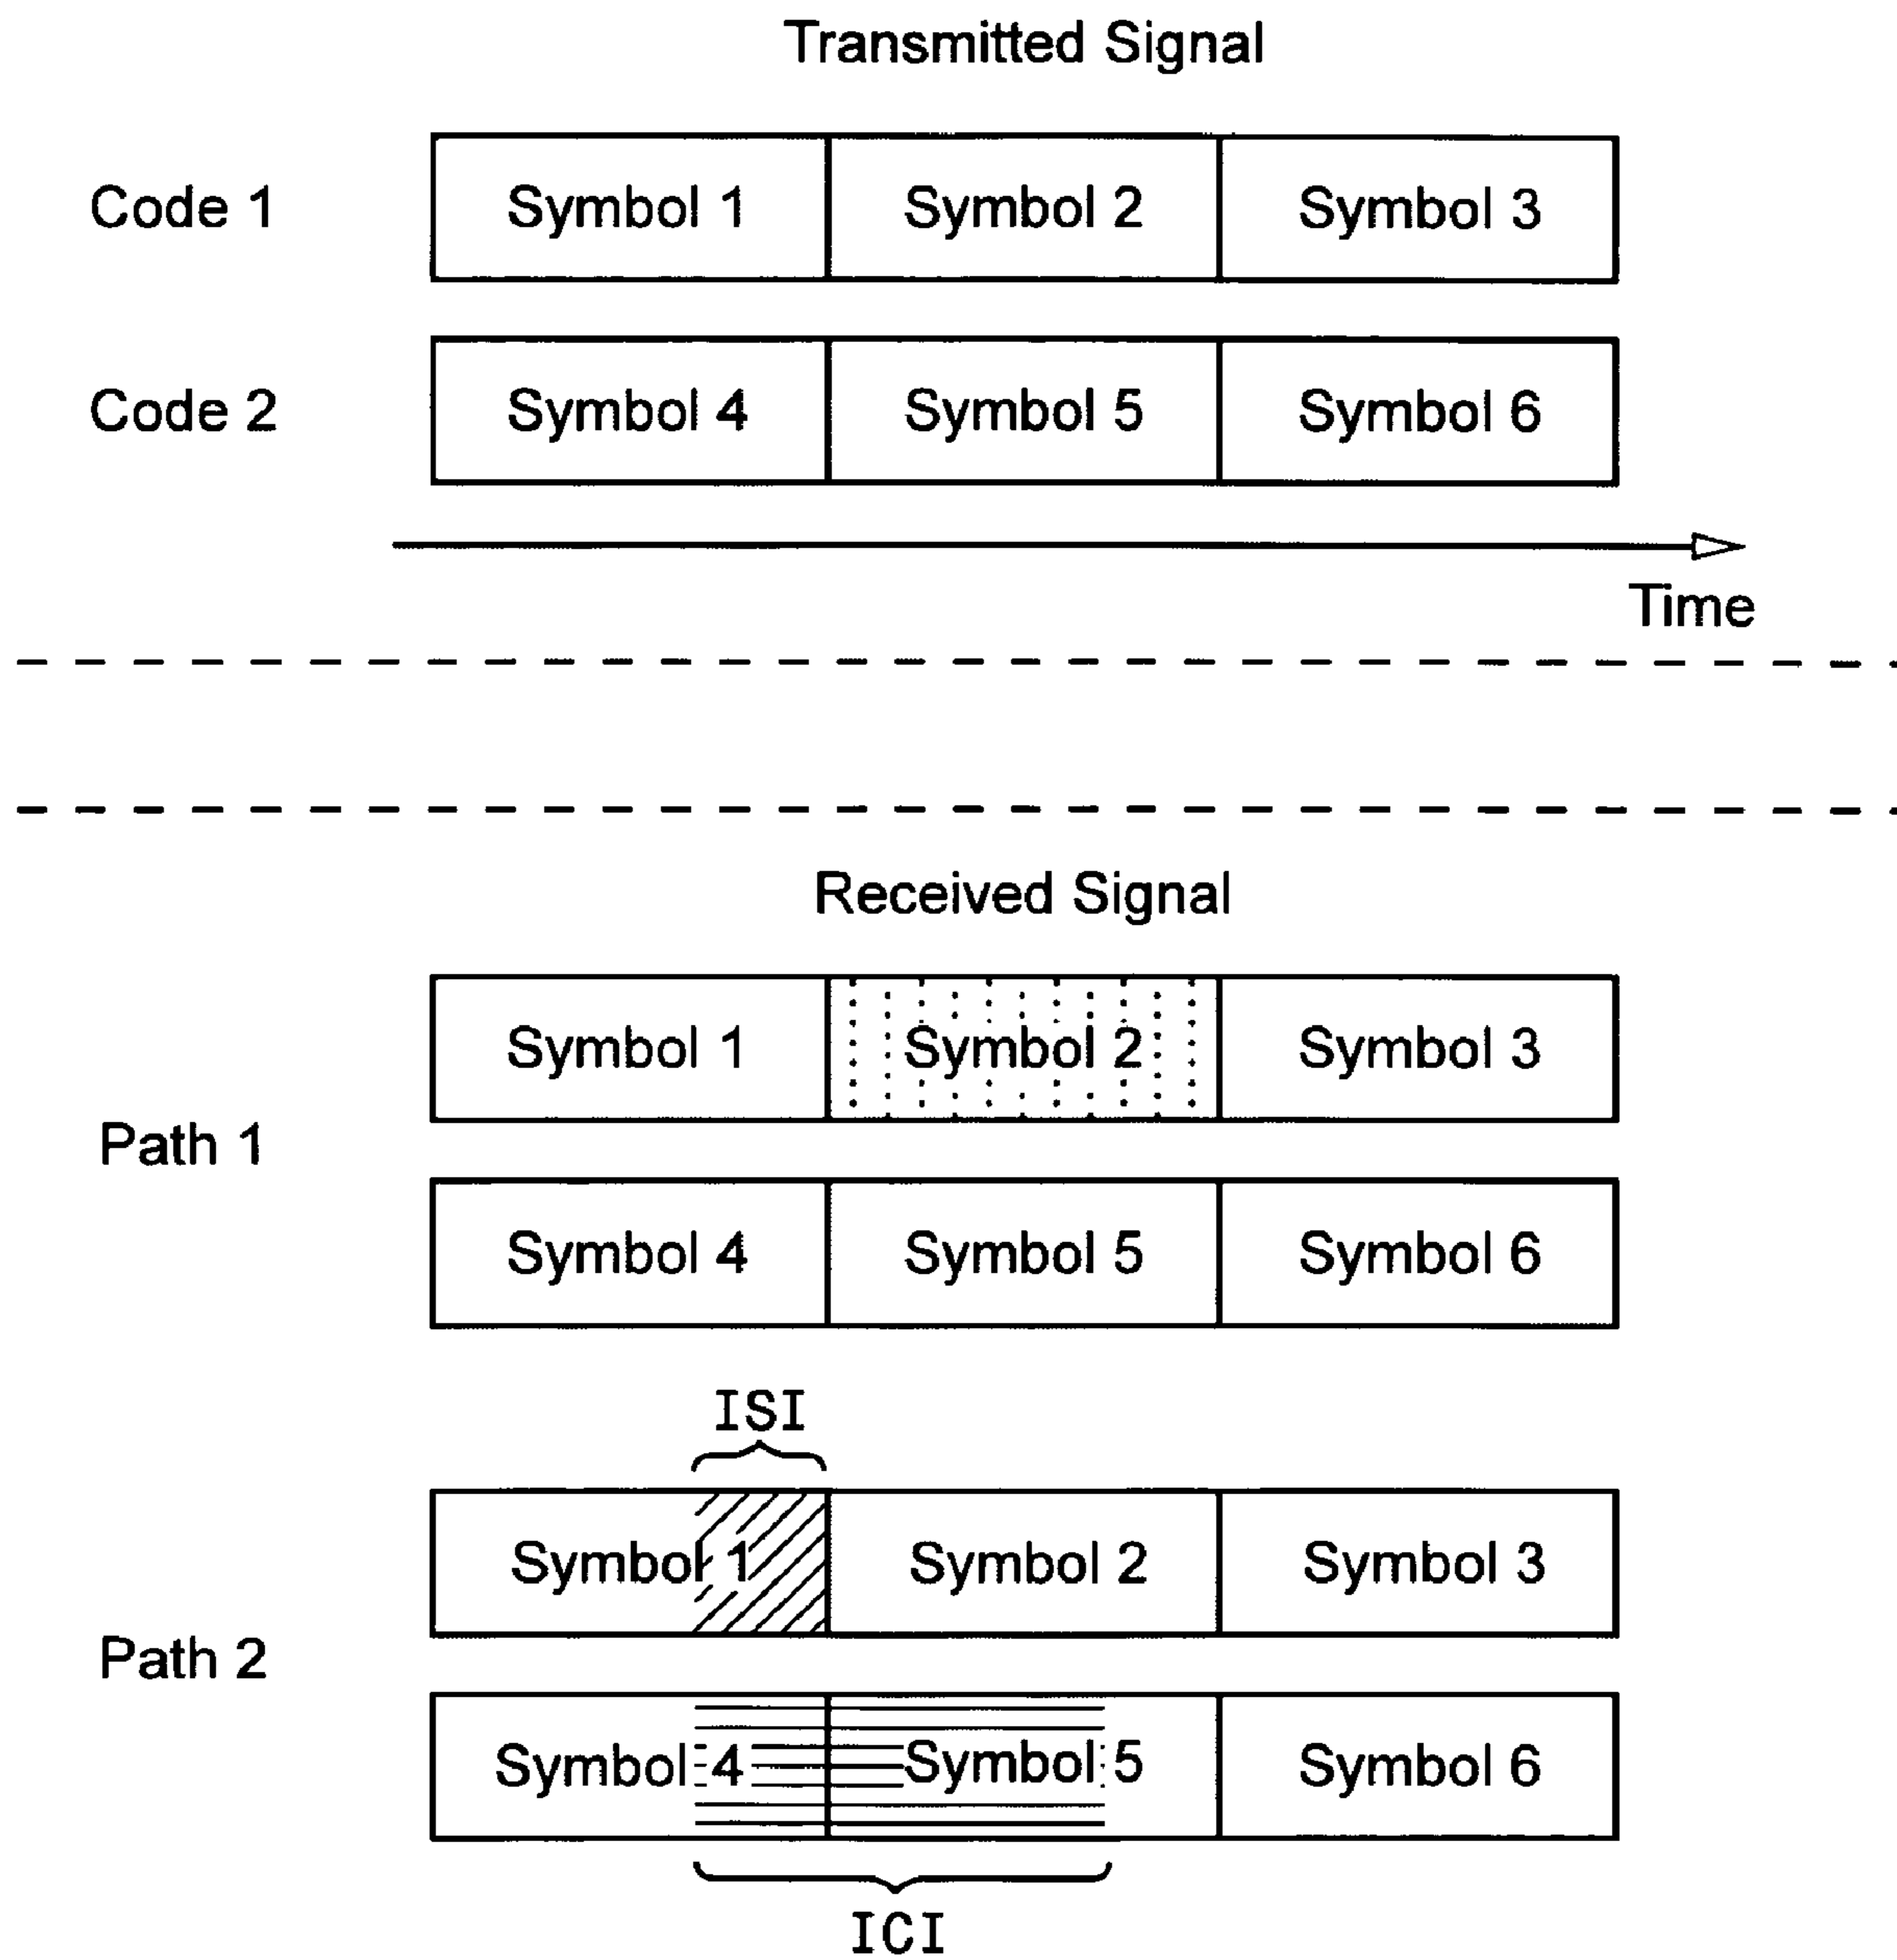 Transmitted Signal
Code 1
Symbol 1 Symbol 2 Symbol 3
Code 2
Symbol 4 Symbol 5 Symbol 6
Time
Received Signal
Path 1
Symbol 1 Symbol 2 Symbol 3
Symbol 4 Symbol 5 Symbol 6
ISI
Path 2
Symbol 1 Symbol 2 Symbol 3
Symbol 4 Symbol 5 Symbol 6
ICI